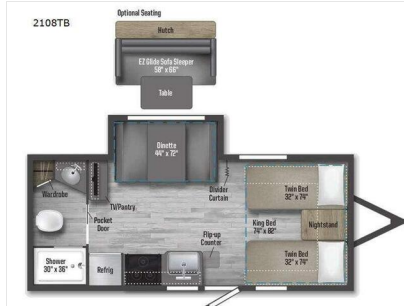 2108TB
Optional Seating
Hutch
EZ Glide Sofa Sleeper
58" x 66"
Table
Dinette
44" x 72"
Wardrobe
TV/Pantry
Pocket
Door
Divider
Curtain
Twin Bed
32" x 74"
King Bed
74" x 82"
Nightstand
Flip-up
Counter
Twin Bed
32" x 74"
Shower
30" x 36"
Refrig